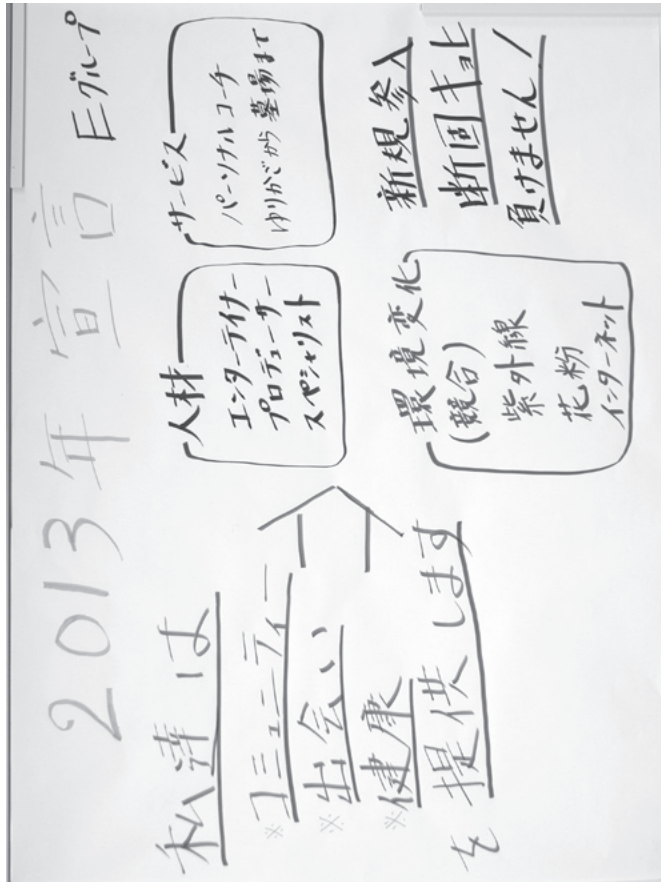 2013年 宣言 Eグループ
私達は
※コミュニティー
※出会い
※健康
を提供します
人材
エンターテイナー
プロデューサー
スペシャリスト
サービス
パーソナルコーチ
ゆりかごから墓場まで
環境変化
(競合)
紫外線
花粉
インターネット
新規参入
断固キョヒ
負けません!